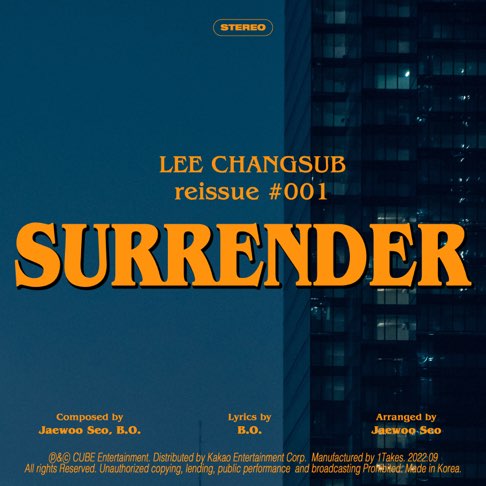 STEREO
LEE CHANGSUB
reissue #001
SURRENDER
Composed by
Jaewoo Seo, B.O.
Lyrics by
B.O.
Arranged by
Jaewoo Seo
℗&© CUBE Entertainment. Distributed by Kakao Entertainment Corp. Manufactured by 1Takes. 2022.09
All rights Reserved. Unauthorized copying, lending, public performance and broadcasting Prohibited. Made in Korea.